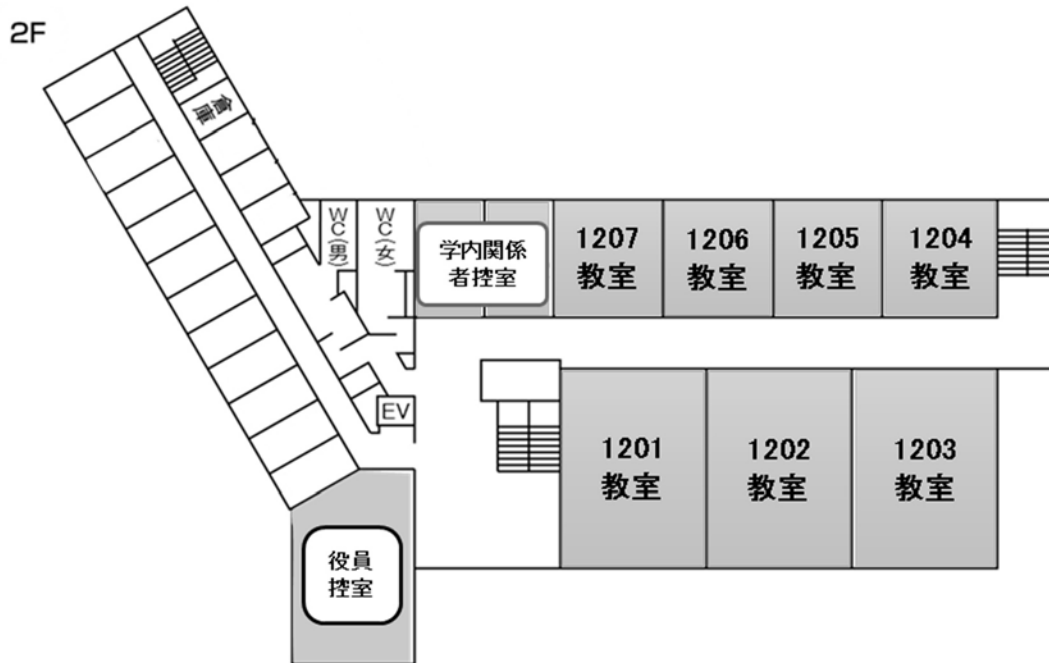 2F
倉庫
WC(男)
WC(女)
学内関係
者控室
1207
教室
1206
教室
1205
教室
1204
教室
EV
1201
教室
1202
教室
1203
教室
役員
控室